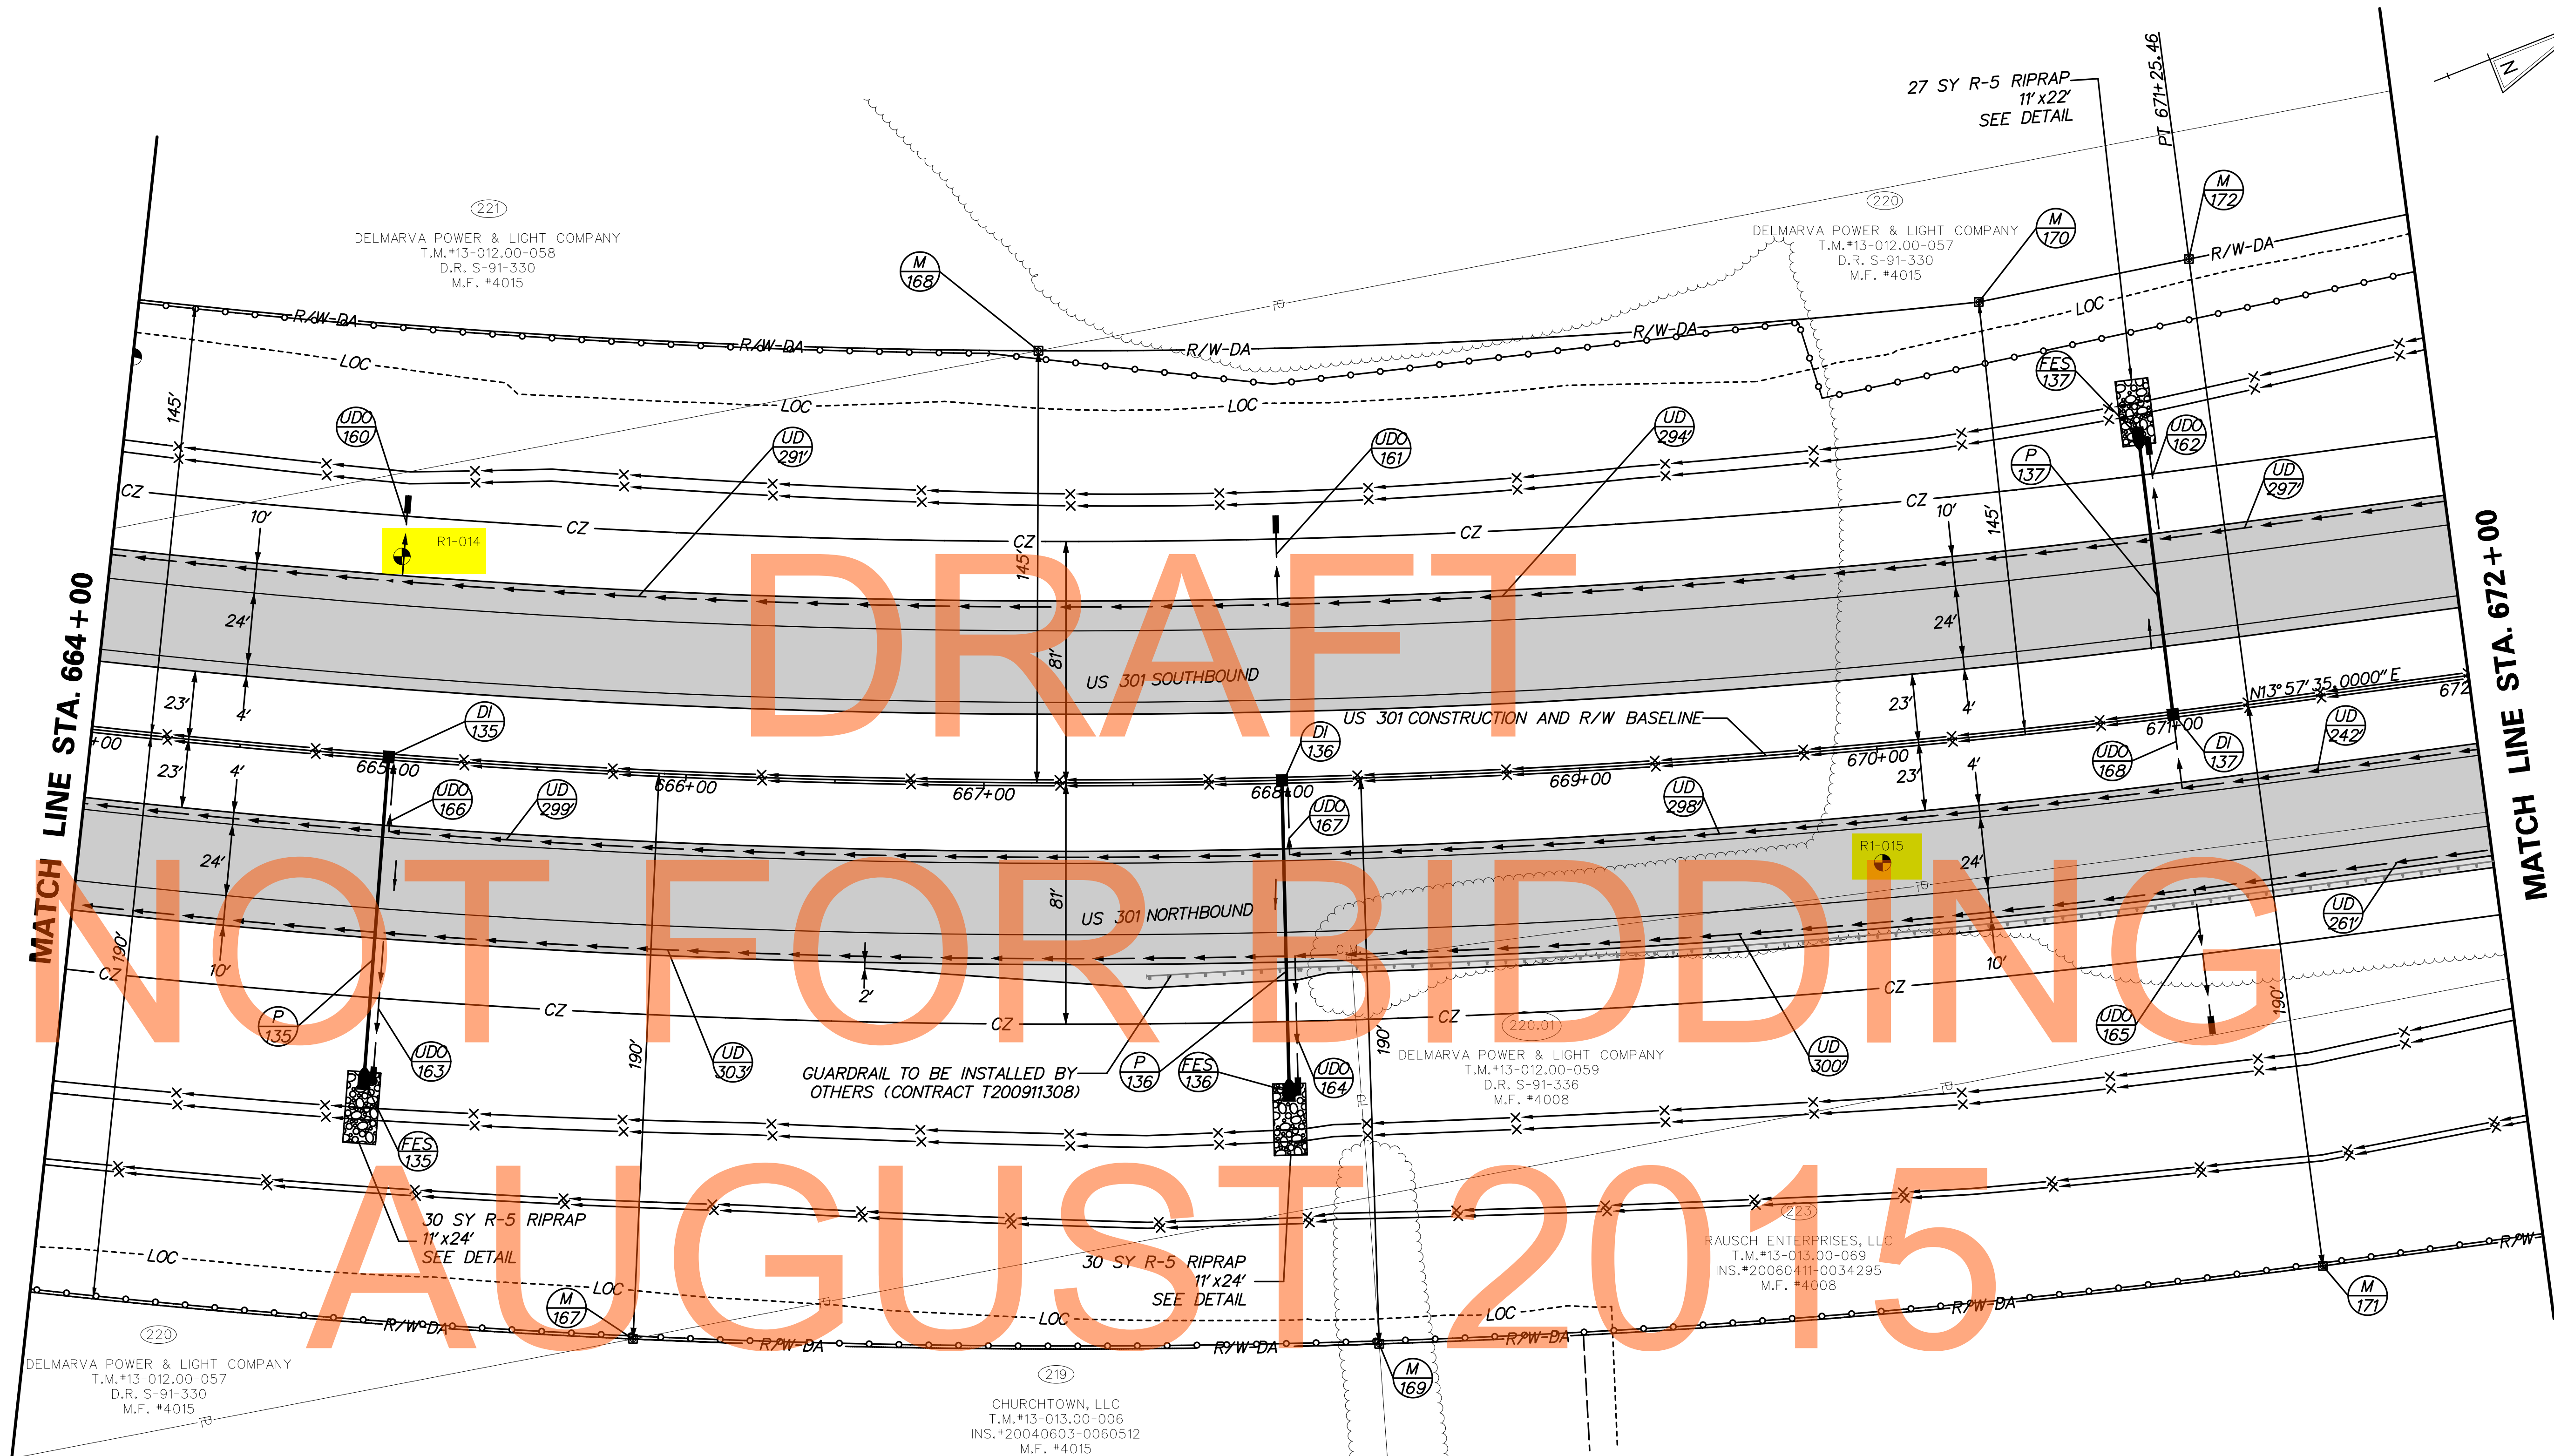 27 SY R-5 RIPRAP
11'x22'
SEE DETAIL
PT 671+25.46
N
221
DELMARVA POWER & LIGHT COMPANY
T.M.#13-012.00-058
D.R. S-91-330
M.F. #4015
220
DELMARVA POWER & LIGHT COMPANY
T.M.#13-012.00-057
D.R. S-91-330
M.F. #4015
M
168
M
170
M
172
R/W-DA
R/W-DA
R/W-DA
R/W-DA
R/W-DA
LOC
LOC
LOC
LOC
PL
145'
UDO
160
UD
291'
UDO
161
UD
294'
FES
137
UDO
162
P
137
UD
297'
CZ
CZ
CZ
CZ
CZ
10'
R1-014
145'
10'
145'
24'
24'
DRAFT
MATCH LINE STA. 664+00
MATCH LINE STA. 672+00
81'
US 301 SOUTHBOUND
23'
4'
23'
4'
N13°57'35.0000"E
672
DI
135
DI
136
US 301 CONSTRUCTION AND R/W BASELINE
+00
665+00
666+00
667+00
668+00
669+00
670+00
671+00
UDO
168
DI
137
UD
242'
23'
4'
23'
4'
UDO
166
UD
299'
UDO
167
UD
298'
R1-015
24'
24'
81'
US 301 NORTHBOUND
NOT FOR BIDDING
C.M.
PL
UD
261'
190'
10'
2'
10'
CZ
CZ
CZ
CZ
CZ
190'
190'
190'
P
135
UDO
163
UD
303'
GUARDRAIL TO BE INSTALLED BY
OTHERS (CONTRACT T200911308)
P
136
FES
136
UDO
164
220.01
DELMARVA POWER & LIGHT COMPANY
T.M.#13-012.00-059
D.R. S-91-336
M.F. #4008
UD
300'
UDO
165
PL
PL
FES
135
30 SY R-5 RIPRAP
11'x24'
SEE DETAIL
AUGUST 2015
30 SY R-5 RIPRAP
11'x24'
SEE DETAIL
223
RAUSCH ENTERPRISES, LLC
T.M.#13-013.00-069
INS.#20060411-0034295
M.F. #4008
LOC
LOC
LOC
LOC
PL
M
167
M
169
M
171
R/W-DA
R/W-DA
R/W-DA
R/W-DA
R/W-DA
R/W-
220
DELMARVA POWER & LIGHT COMPANY
T.M.#13-012.00-057
D.R. S-91-330
M.F. #4015
PL
219
CHURCHTOWN, LLC
T.M.#13-013.00-006
INS.#20040603-0060512
M.F. #4015